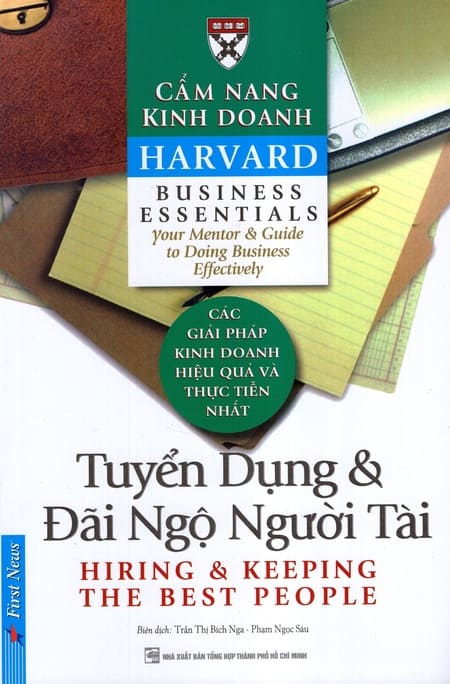 CẨM NANG
KINH DOANH
HARVARD
BUSINESS
ESSENTIALS
Your Mentor & Guide
to Doing Business
Effectively
CÁC
GIẢI PHÁP
KINH DOANH
HIỆU QUẢ VÀ
THỰC TIỄN
NHẤT
Tuyển Dụng &
Đãi Ngộ Người Tài
HIRING & KEEPING
THE BEST PEOPLE
First News
Biên dịch: Trần Thị Bích Nga - Phạm Ngọc Sáu
NHÀ XUẤT BẢN TỔNG HỢP THÀNH PHỐ HỒ CHÍ MINH